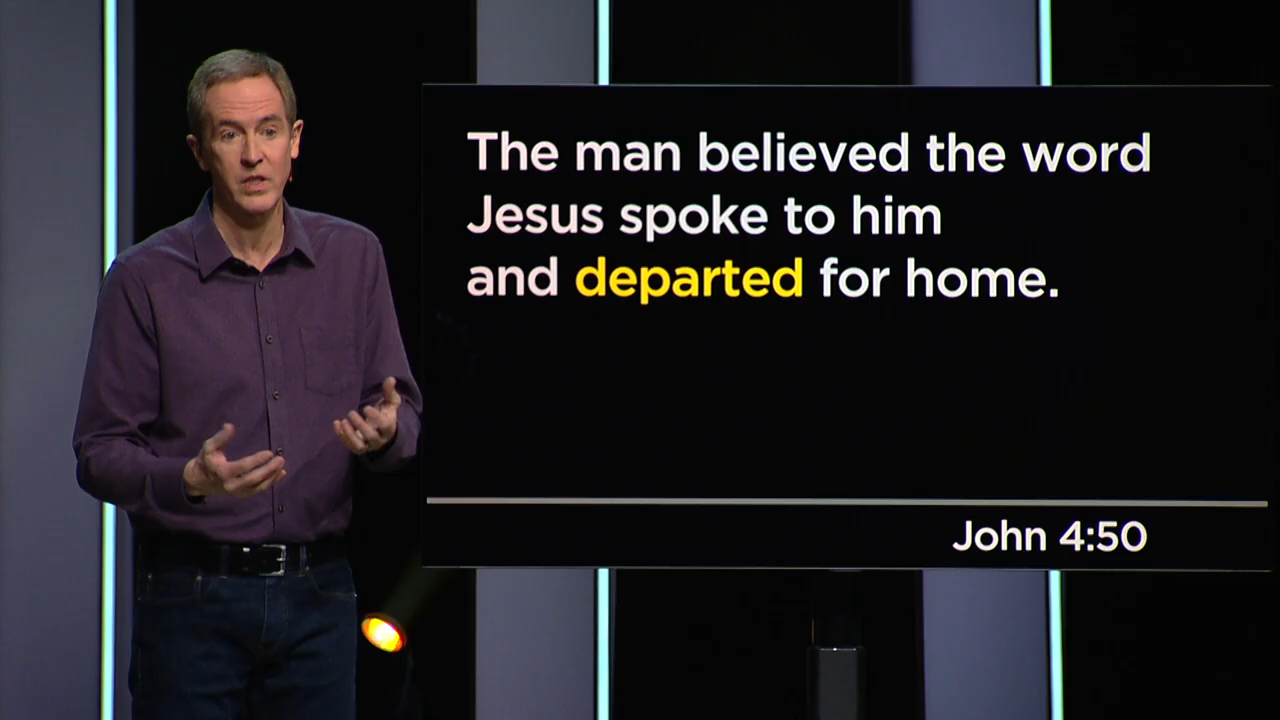 The man believed the word
Jesus spoke to him
and departed for home.
John 4:50